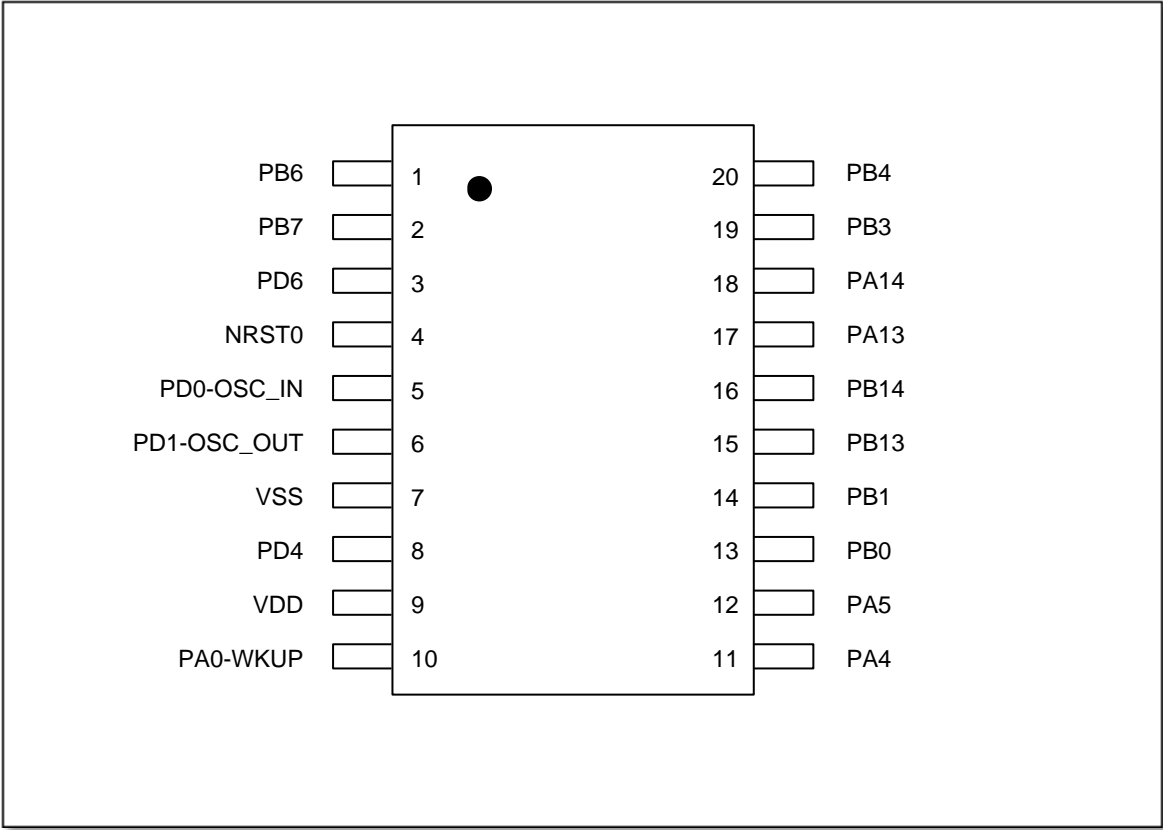 PB6 1 20 PB4
PB7 2 19 PB3
PD6 3 18 PA14
NRST0 4 17 PA13
PD0-OSC_IN 5 16 PB14
PD1-OSC_OUT 6 15 PB13
VSS 7 14 PB1
PD4 8 13 PB0
VDD 9 12 PA5
PA0-WKUP 10 11 PA4